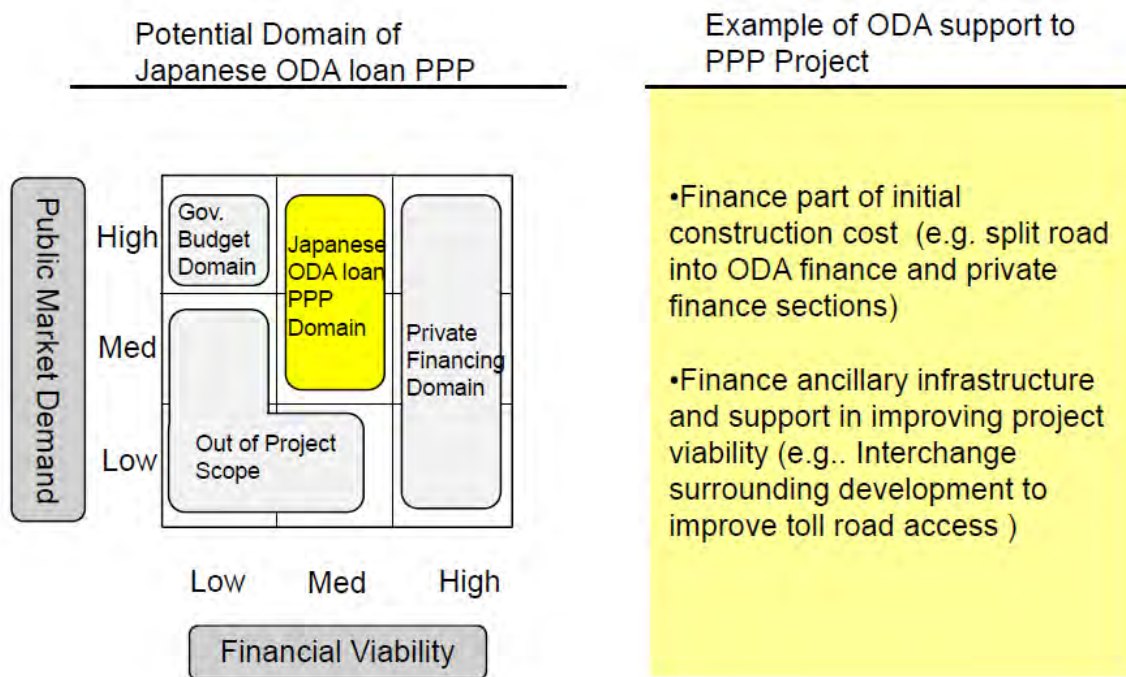 Potential Domain of
Japanese ODA loan PPP
Public Market Demand
High
Med
Low
Gov.
Budget
Domain
Japanese
ODA loan
PPP
Domain
Private
Financing
Domain
Out of Project
Scope
Low
Med
High
Financial Viability
Example of ODA support to
PPP Project
•Finance part of initial
construction cost (e.g. split road
into ODA finance and private
finance sections)
•Finance ancillary infrastructure
and support in improving project
viability (e.g.. Interchange
surrounding development to
improve toll road access )